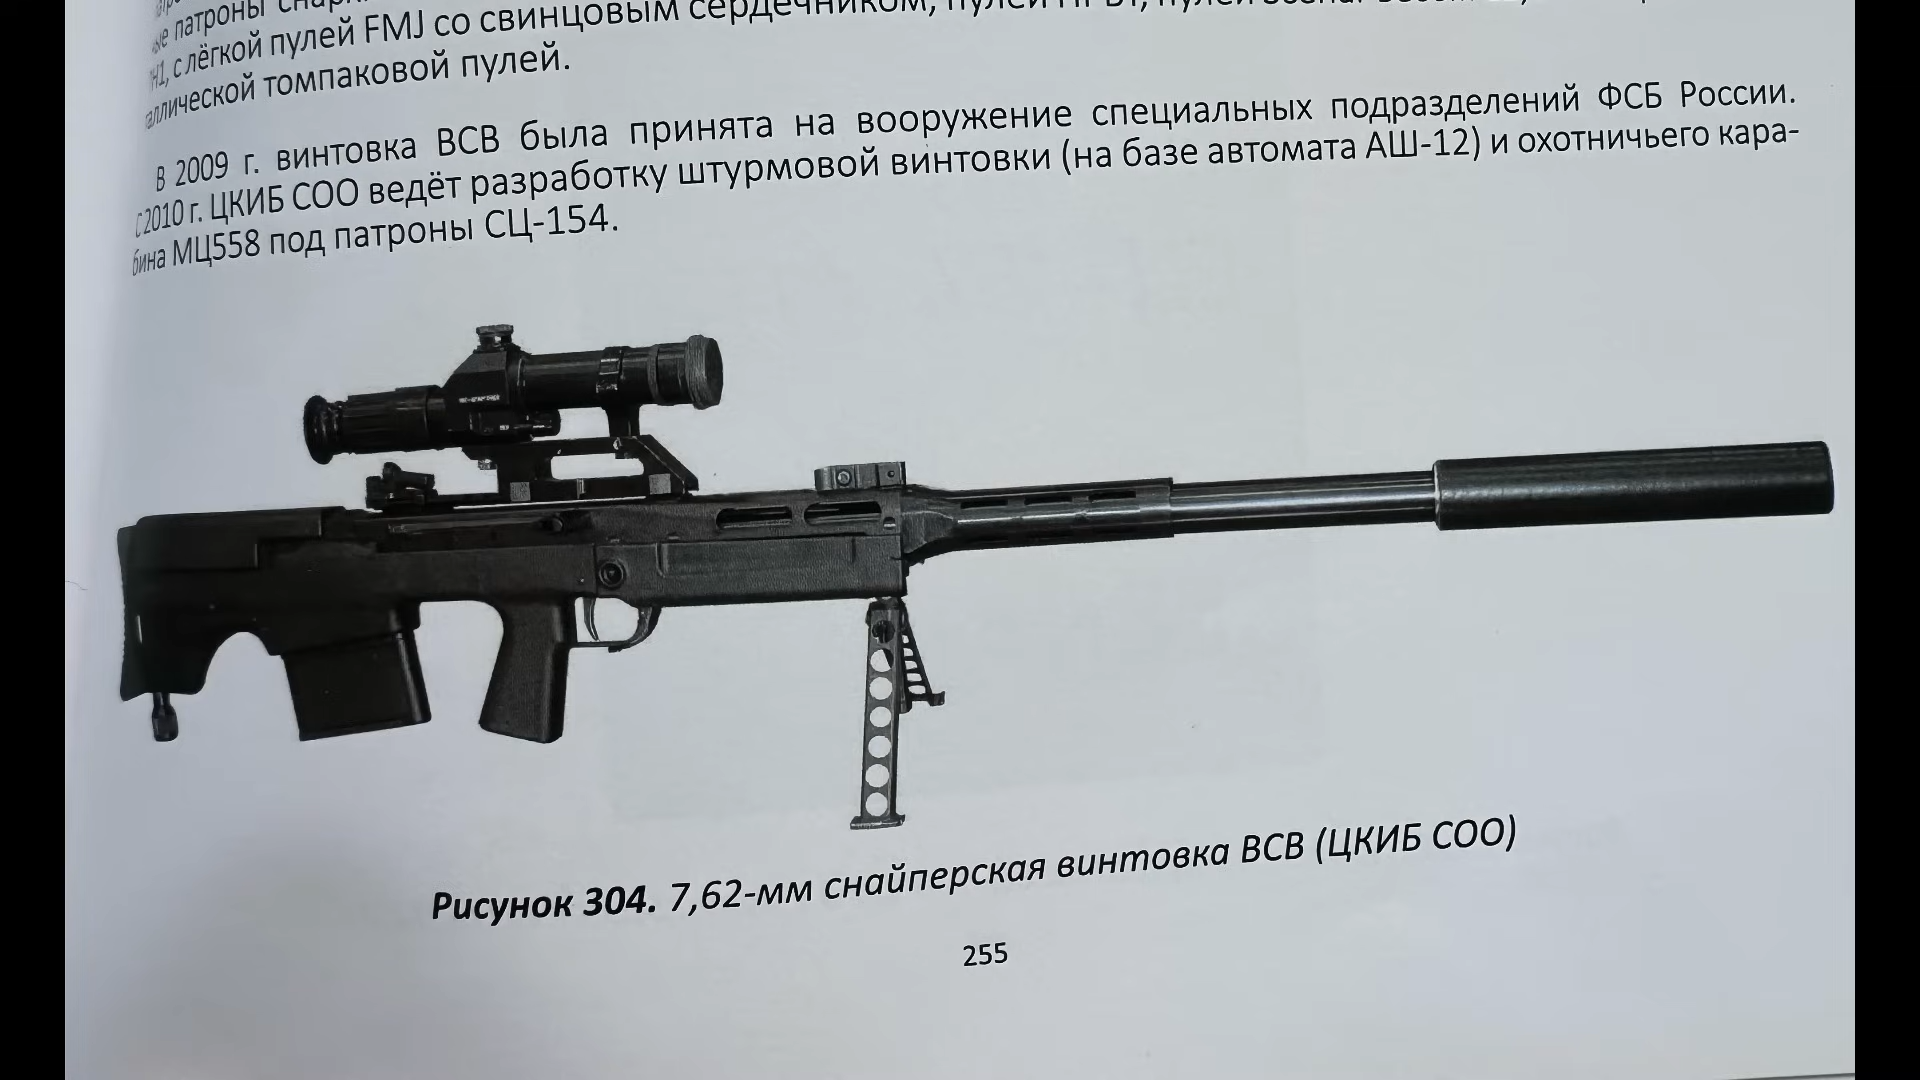 патроны
с лёгкой пулей FMJ со свинцовым сердечником, пулей
таллической томпаковой пулей.
В 2009 г. винтовка ВСВ была принята на вооружение специальных подразделений ФСБ России.
С 2010 г. ЦКИБ СОО ведёт разработку штурмовой винтовки (на базе автомата АШ-12) и охотничьего кара-
бина МЦ558 под патроны СЦ-154.
Рисунок 304. 7,62-мм снайперская винтовка ВСВ (ЦКИБ СОО)
255